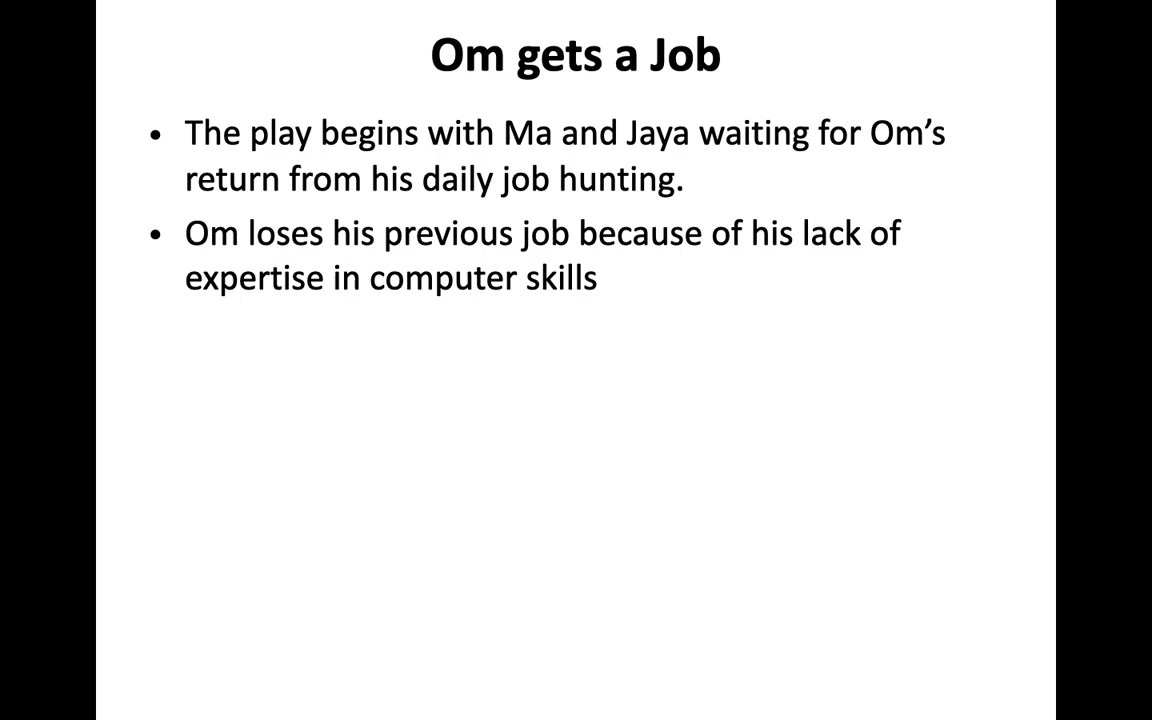 Om gets a Job
• The play begins with Ma and Jaya waiting for Om’s
return from his daily job hunting.
• Om loses his previous job because of his lack of
expertise in computer skills